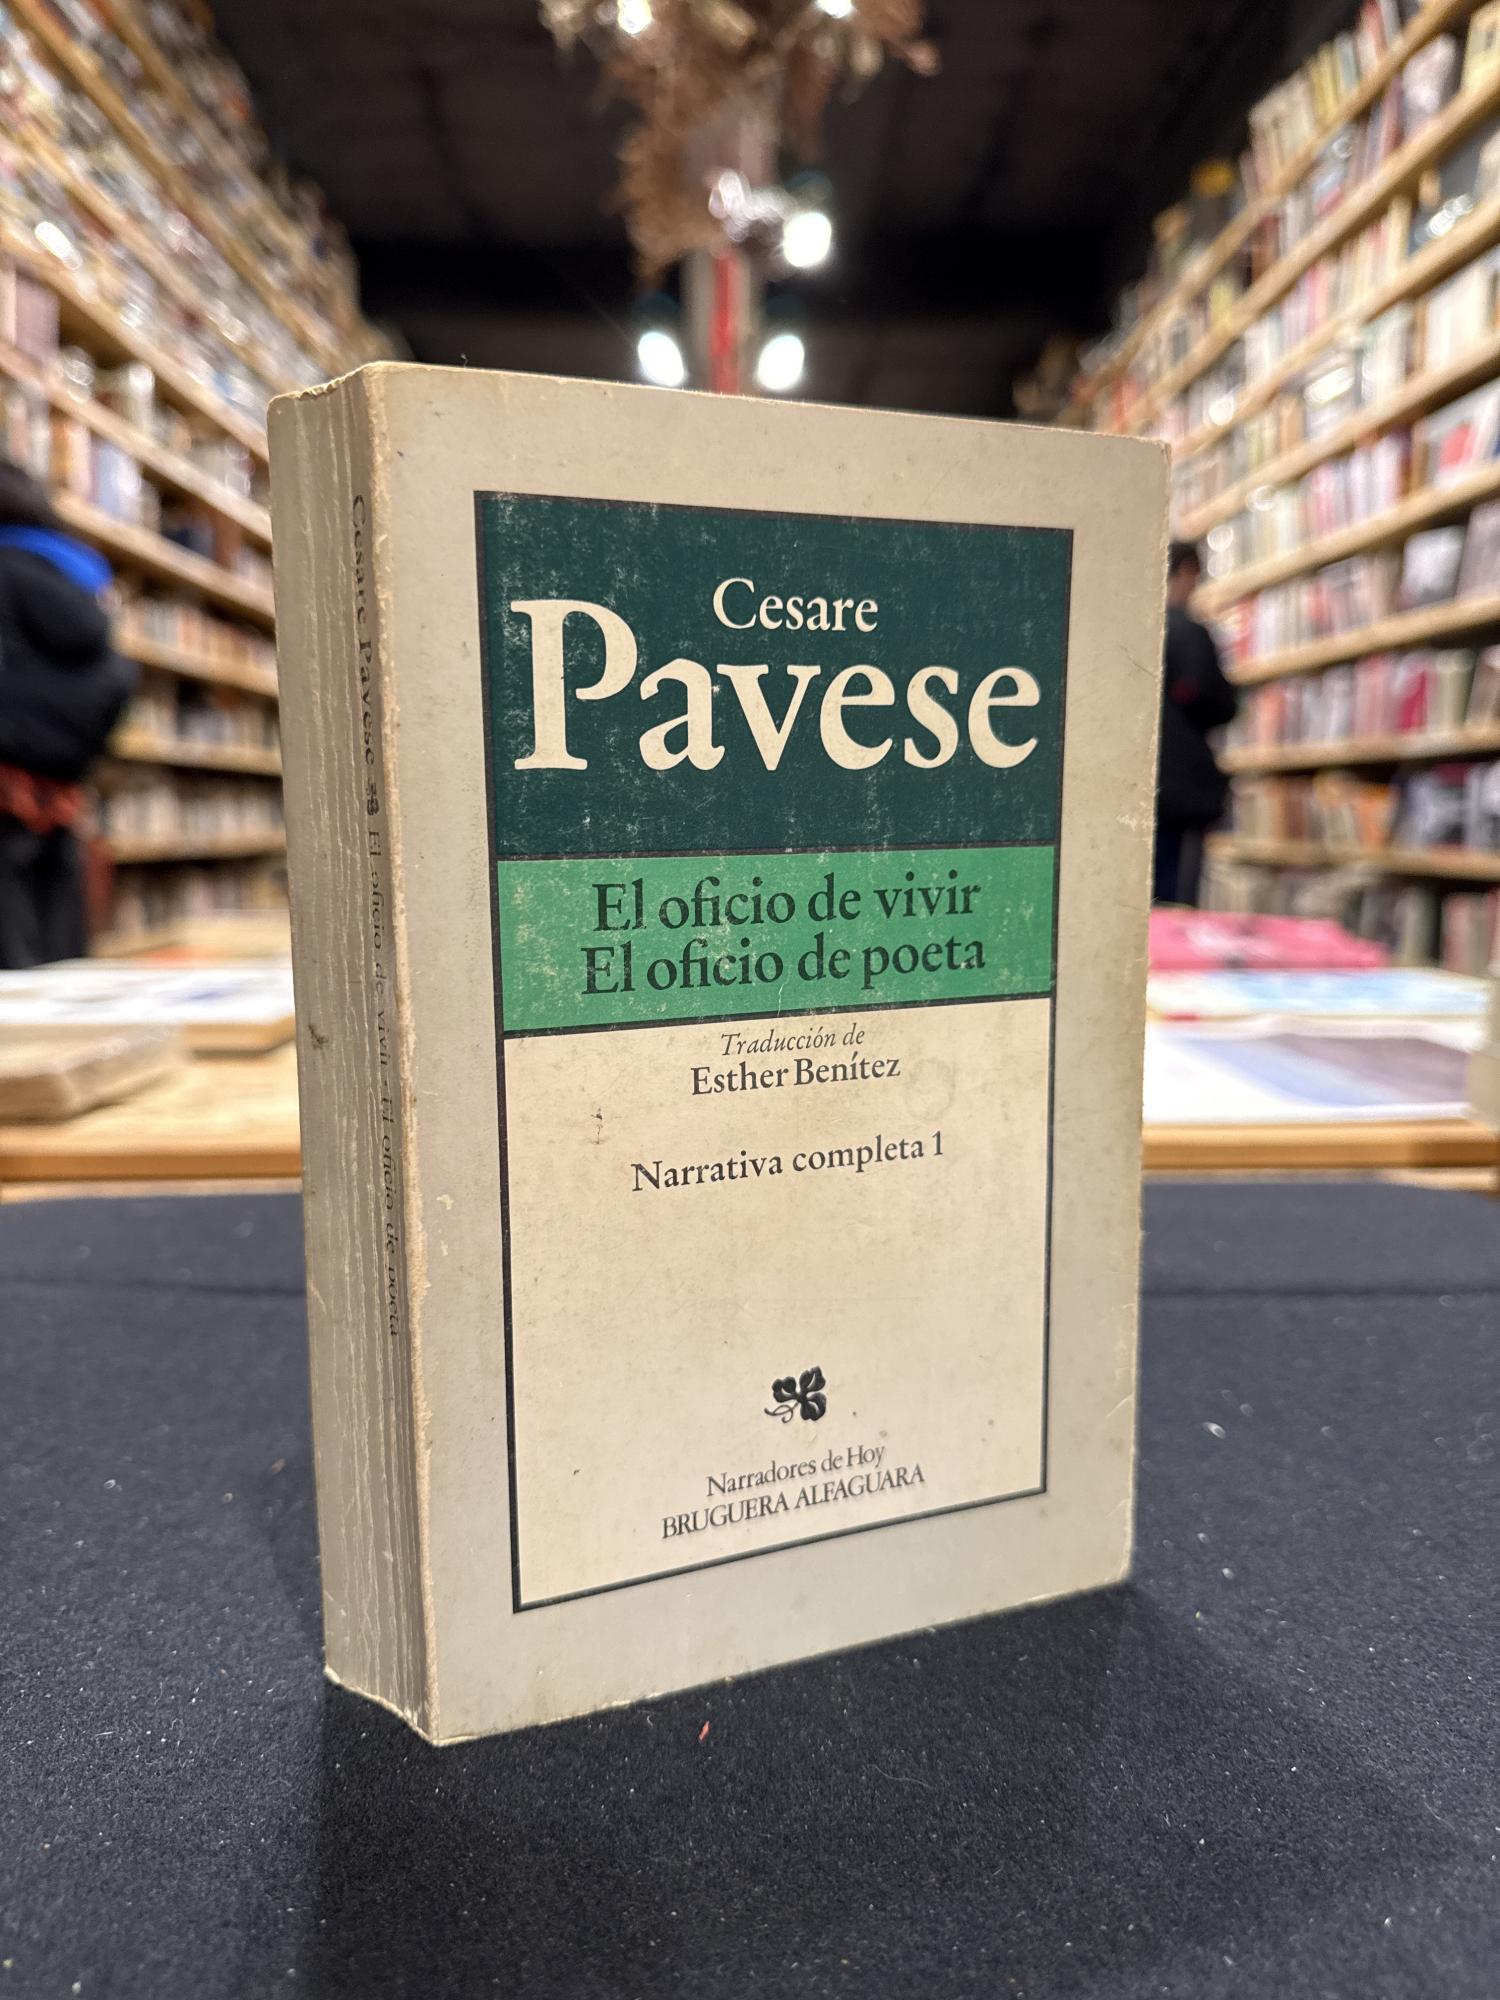 Cesare Pavese El oficio de vivir · El oficio de poeta
Cesare
Pavese
El oficio de vivir
El oficio de poeta
Traducción de
Esther Benítez
Narrativa completa 1
Narradores de Hoy
BRUGUERA ALFAGUARA